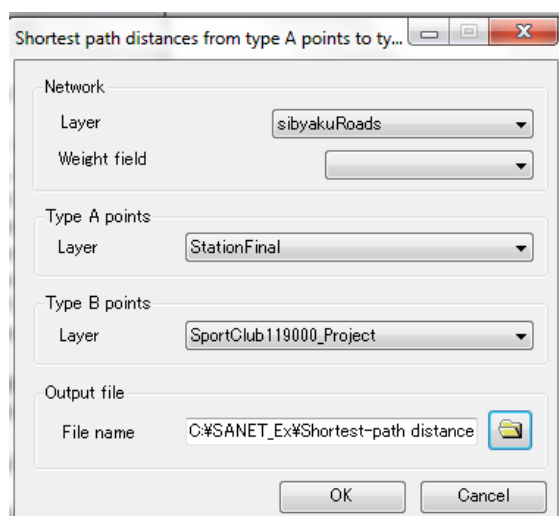 Shortest path distances from type A points to ty...
Network
Layer sibyakuRoads
Weight field
Type A points
Layer StationFinal
Type B points
Layer SportClub119000_Project
Output file
File name C:¥SANET_Ex¥Shortest-path distance
OK Cancel